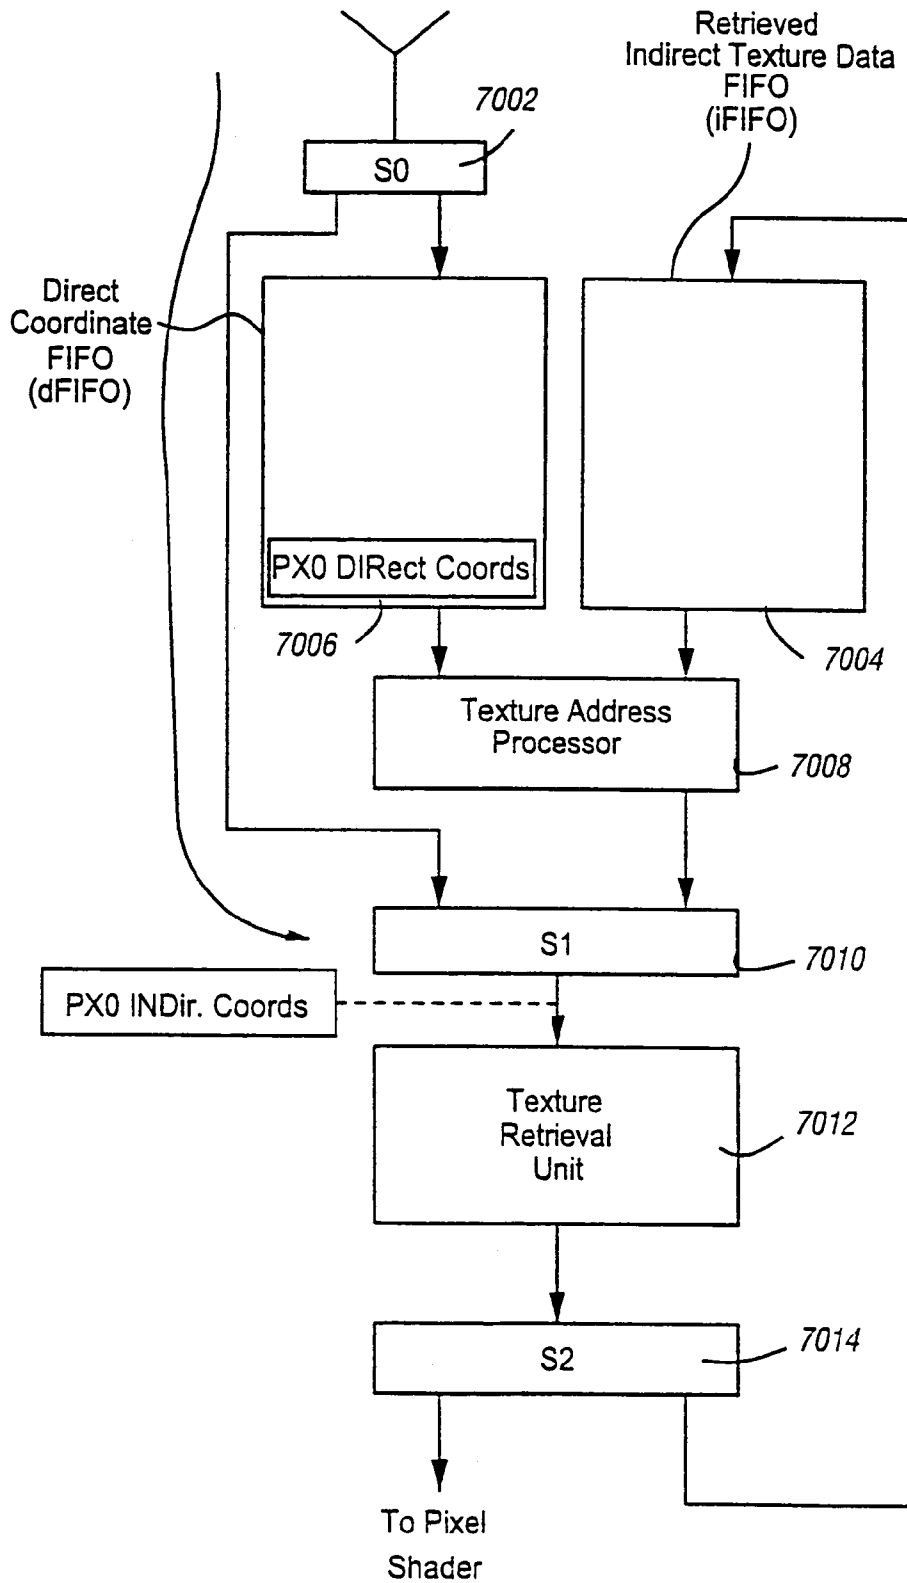 Retrieved
Indirect Texture Data
FIFO
(iFIFO)
7002
S0
Direct
Coordinate
FIFO
(dFIFO)
PX0 DIRect Coords
7006
7004
Texture Address
Processor
7008
S1
7010
PX0 INDir. Coords
Texture
Retrieval
Unit
7012
S2
7014
To Pixel
Shader